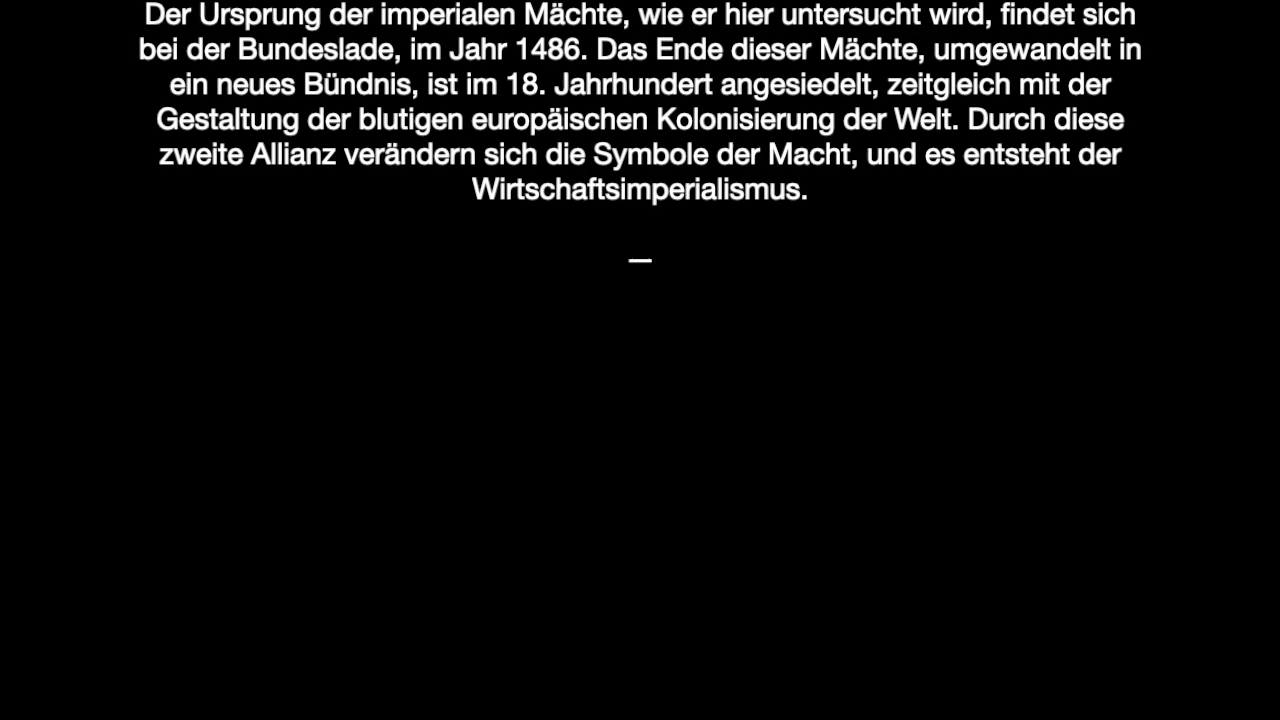 Der Ursprung der imperialen Mächte, wie er hier untersucht wird, findet sich
bei der Bundeslade, im Jahr 1486. Das Ende dieser Mächte, umgewandelt in
ein neues Bündnis, ist im 18. Jahrhundert angesiedelt, zeitgleich mit der
Gestaltung der blutigen europäischen Kolonisierung der Welt. Durch diese
zweite Allianz verändern sich die Symbole der Macht, und es entsteht der
Wirtschaftsimperialismus.
—